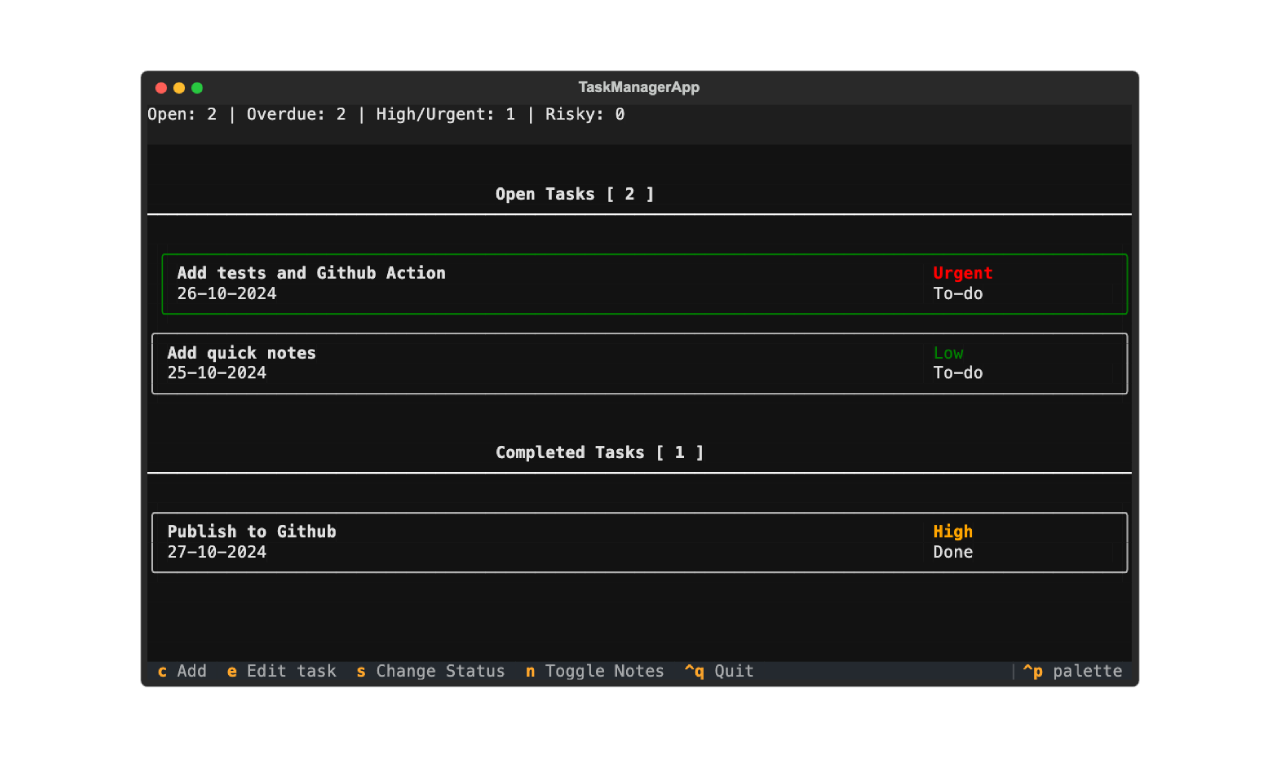 TaskManagerApp
Open: 2 | Overdue: 2 | High/Urgent: 1 | Risky: 0
Open Tasks [ 2 ]
Add tests and Github Action Urgent
26-10-2024 To-do
Add quick notes Low
25-10-2024 To-do
Completed Tasks [ 1 ]
Publish to Github High
27-10-2024 Done
c Add e Edit task s Change Status n Toggle Notes ^q Quit | ^p palette